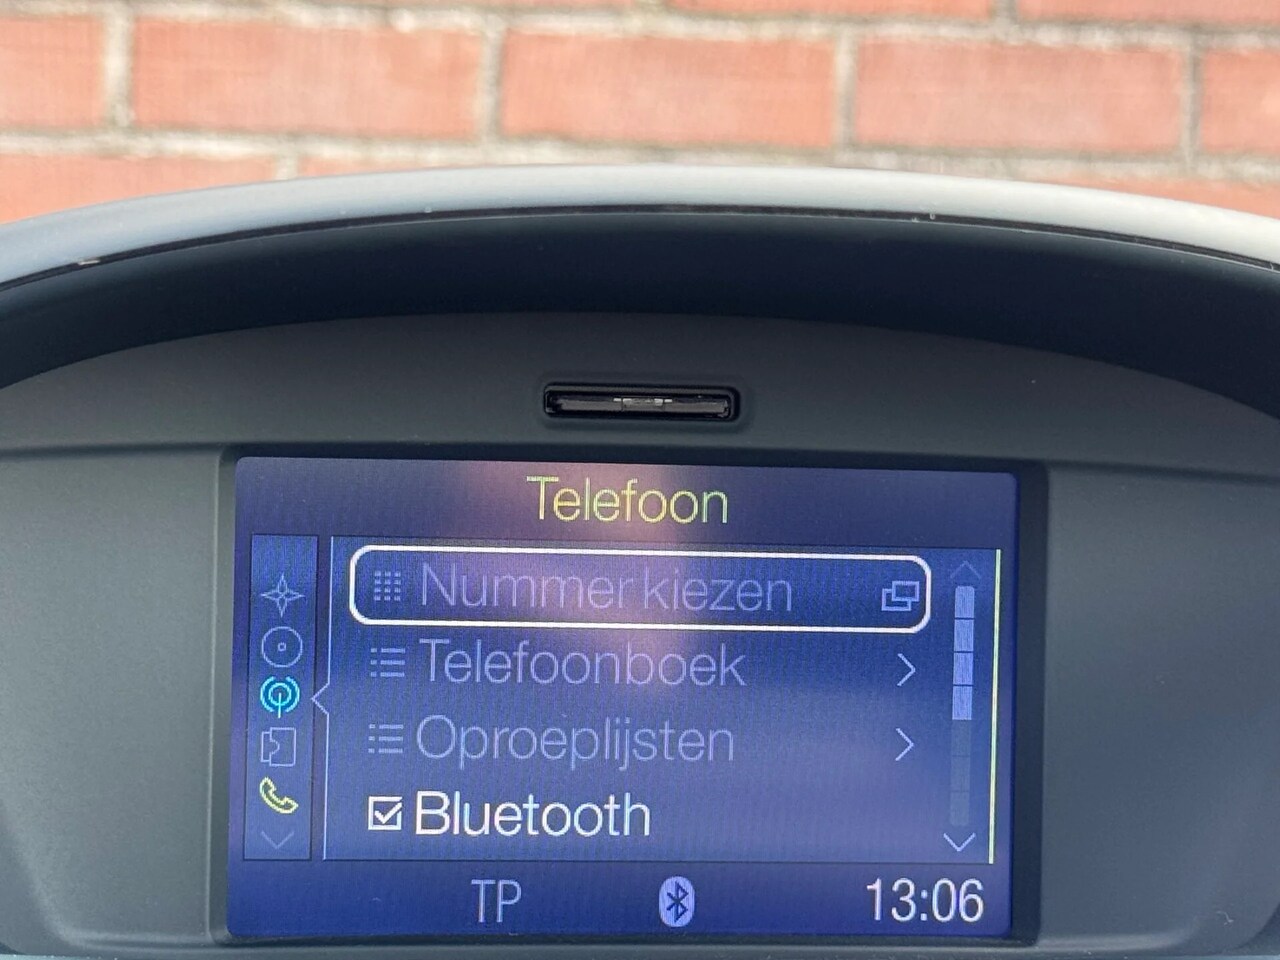 Telefoon
Nummer kiezen
Telefoonboek
Oproeplijsten
Bluetooth
TP 13:06